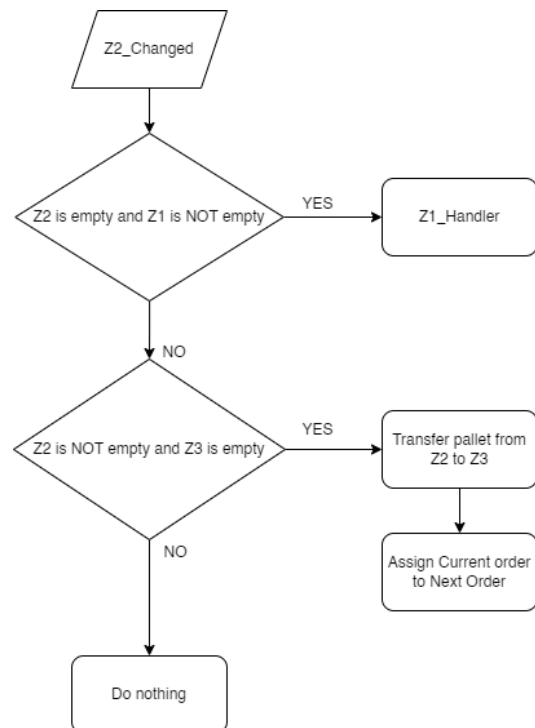 Z2_Changed
Z2 is empty and Z1 is NOT empty
YES
Z1_Handler
NO
Z2 is NOT empty and Z3 is empty
YES
Transfer pallet from
Z2 to Z3
NO
Assign Current order
to Next Order
Do nothing